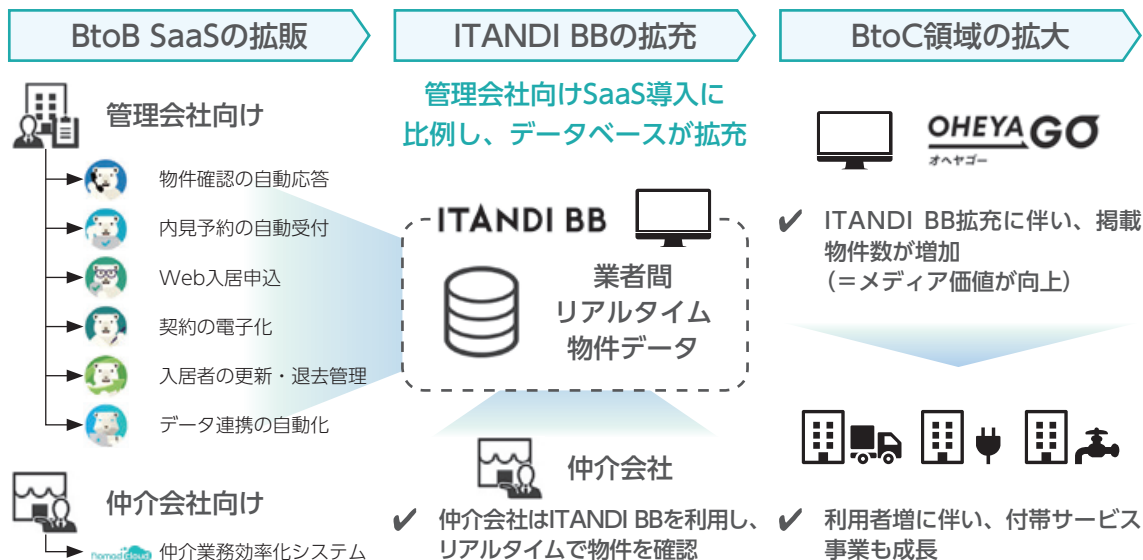 BtoB SaaSの拡販
管理会社向け
物件確認の自動応答
内見予約の自動受付
Web入居申込
契約の電子化
入居者の更新・退去管理
データ連携の自動化
仲介会社向け
nomad cloud 仲介業務効率化システム
ITANDI BBの拡充
管理会社向けSaaS導入に
比例し、データベースが拡充
ITANDI BB
業者間
リアルタイム
物件データ
仲介会社
✔ 仲介会社はITANDI BBを利用し、
リアルタイムで物件を確認
BtoC領域の拡大
OHEYAGO
オヘヤゴー
✔ ITANDI BB拡充に伴い、掲載
物件数が増加
（＝メディア価値が向上）
✔ 利用者増に伴い、付帯サービス
事業も成長